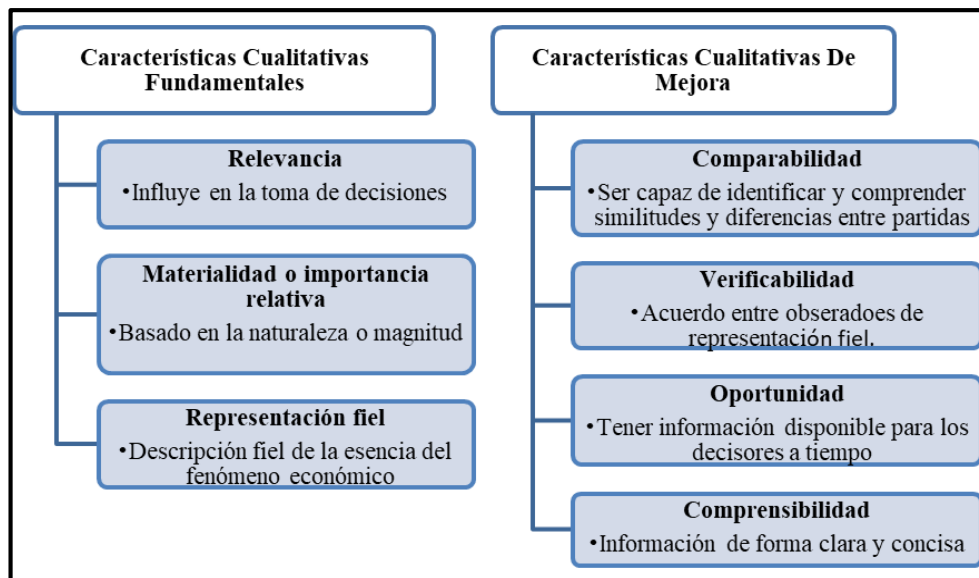 Características Cualitativas
Fundamentales
Relevancia
•Influye en la toma de decisiones
Materialidad o importancia
relativa
•Basado en la naturaleza o magnitud
Representación fiel
•Descripción fiel de la esencia del
fenómeno económico
Características Cualitativas De
Mejora
Comparabilidad
•Ser capaz de identificar y comprender
similitudes y diferencias entre partidas
Verificabilidad
•Acuerdo entre obseradoes de
representación fiel.
Oportunidad
•Tener información disponible para los
decisores a tiempo
Comprensibilidad
•Información de forma clara y concisa